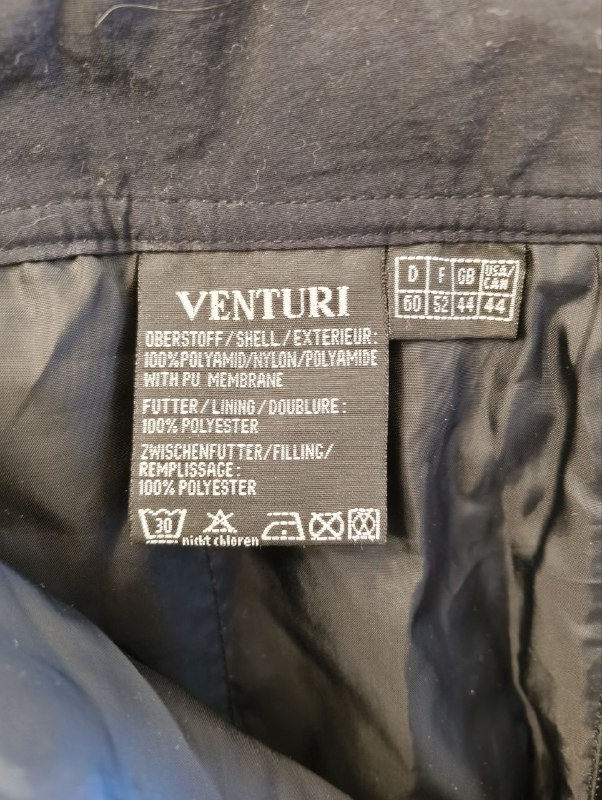 VENTURI
OBERSTOFF/SHELL/EXTERIEUR:
100%POLYAMID/NYLON/POLYAMIDE
WITH PU MEMBRANE
FUTTER/LINING/DOUBLURE:
100% POLYESTER
ZWISCHENFUTTER/FILLING/
REMPLISSAGE:
100% POLYESTER
30
nicht chloren
D F GB USA/CAN
60 52 44 44